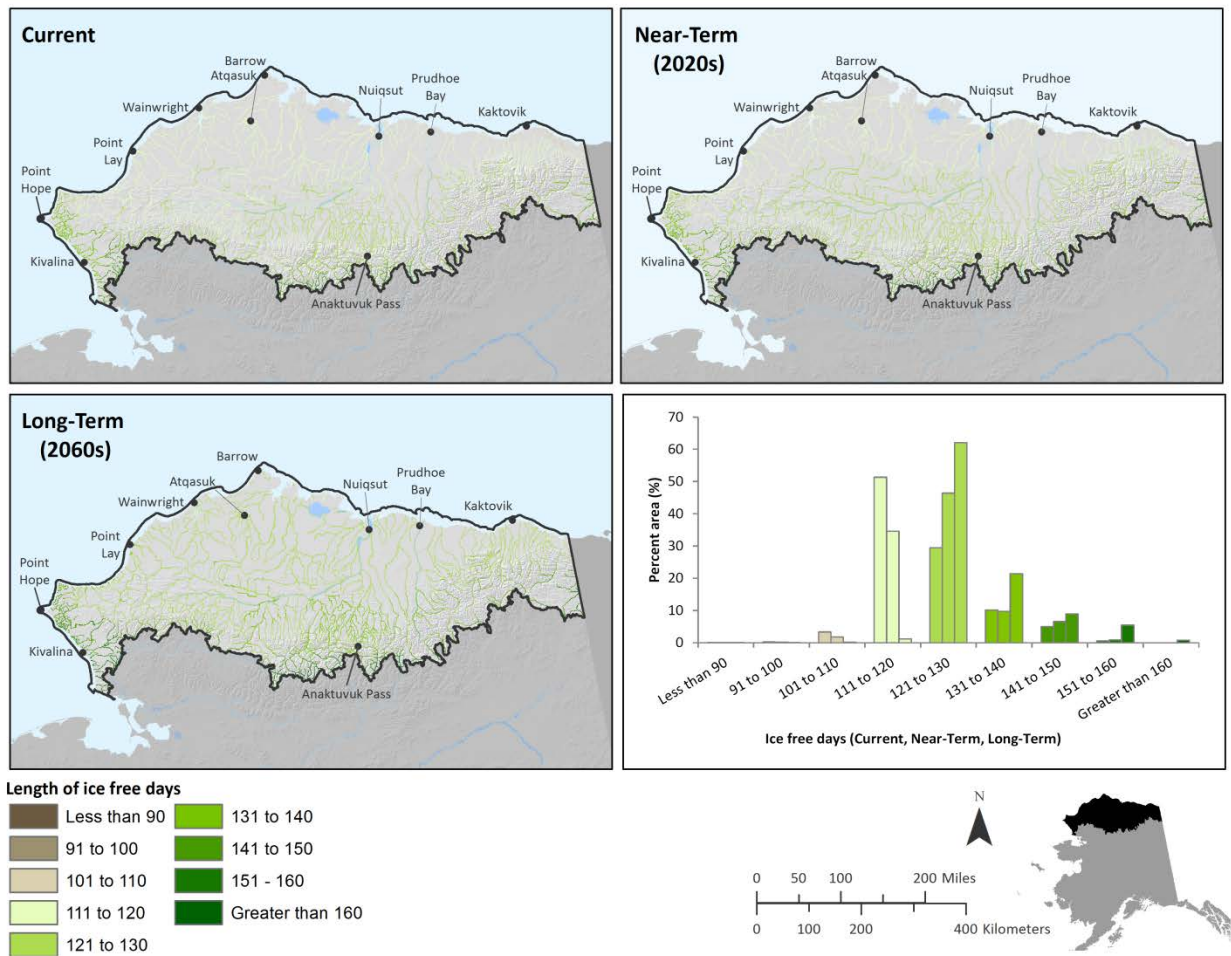 Current
Barrow
Atqasuk
Wainwright
Nuiqsut
Prudhoe
Bay
Kaktovik
Point
Lay
Point
Hope
Kivalina
Anaktuvuk Pass
Near-Term
(2020s)
Barrow
Atqasuk
Wainwright
Nuiqsut
Prudhoe
Bay
Kaktovik
Point
Lay
Point
Hope
Kivalina
Anaktuvuk Pass
Long-Term
(2060s)
Barrow
Atqasuk
Wainwright
Nuiqsut
Prudhoe
Bay
Kaktovik
Point
Lay
Point
Hope
Kivalina
Anaktuvuk Pass
Percent area (%)
70
60
50
40
30
20
10
0
Less than 90
91 to 100
101 to 110
111 to 120
121 to 130
131 to 140
141 to 150
151 to 160
Greater than 160
Ice free days (Current, Near-Term, Long-Term)
Length of ice free days
Less than 90
91 to 100
101 to 110
111 to 120
121 to 130
131 to 140
141 to 150
151 - 160
Greater than 160
N
0 50 100 200 Miles
0 100 200 400 Kilometers